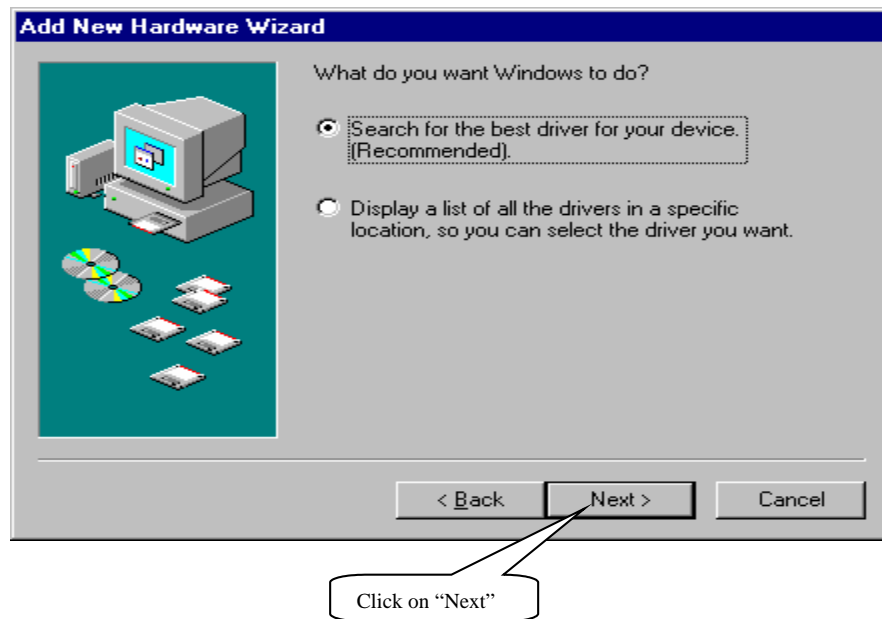 Add New Hardware Wizard
What do you want Windows to do?
Search for the best driver for your device.
(Recommended).
Display a list of all the drivers in a specific
location, so you can select the driver you want.
< Back
Next >
Cancel
Click on “Next”